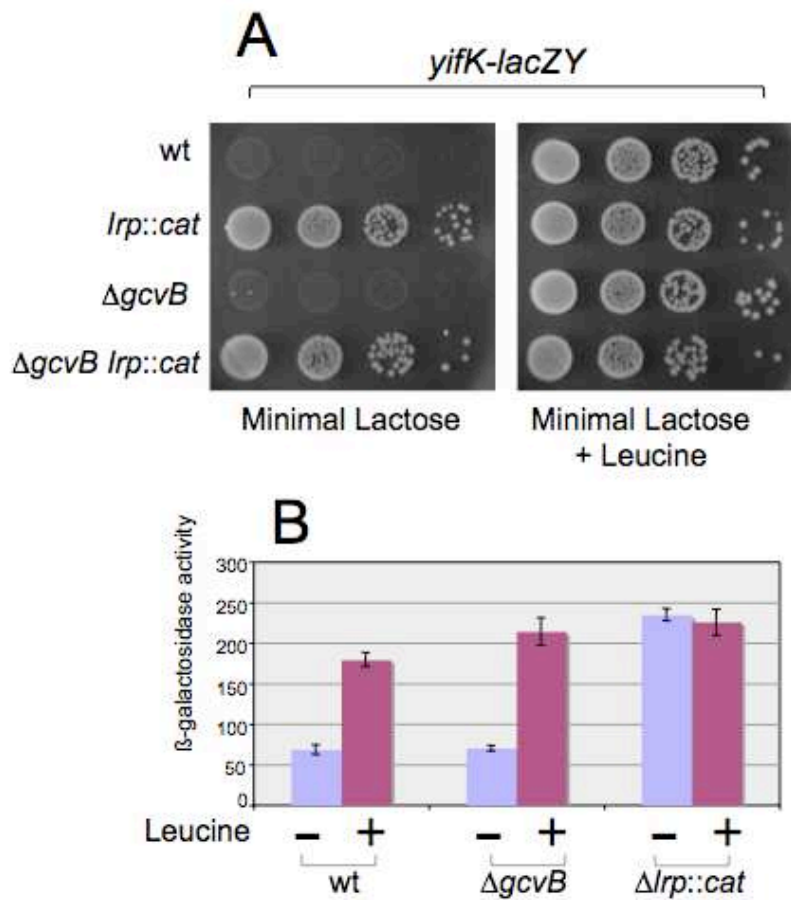 A
yifK-lacZY
wt
lrp::cat
ΔgcvB
ΔgcvB lrp::cat
Minimal Lactose
Minimal Lactose
+ Leucine
B
ß-galactosidase activity
300
250
200
150
100
50
0
Leucine − + − + − +
wt ΔgcvB Δlrp::cat